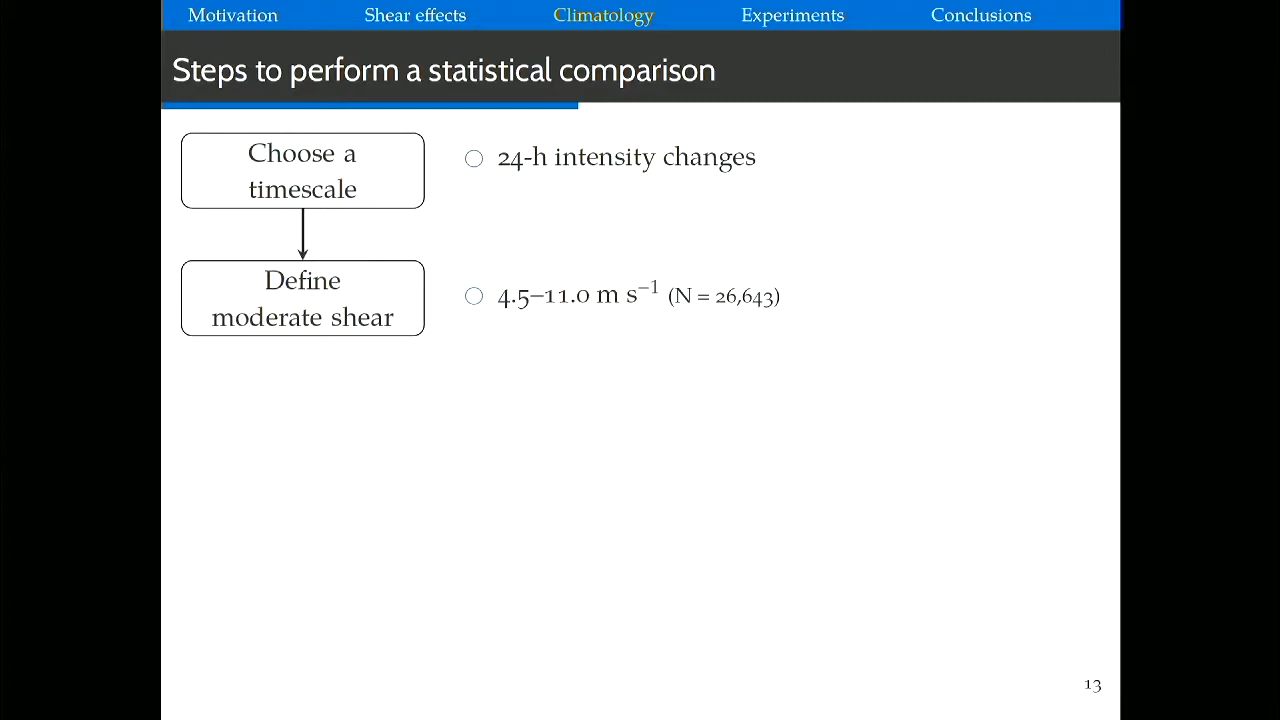 Motivation Shear effects Climatology Experiments Conclusions
Steps to perform a statistical comparison
Choose a
timescale
24-h intensity changes
Define
moderate shear
4.5–11.0 m s⁻¹ (N = 26,643)
13